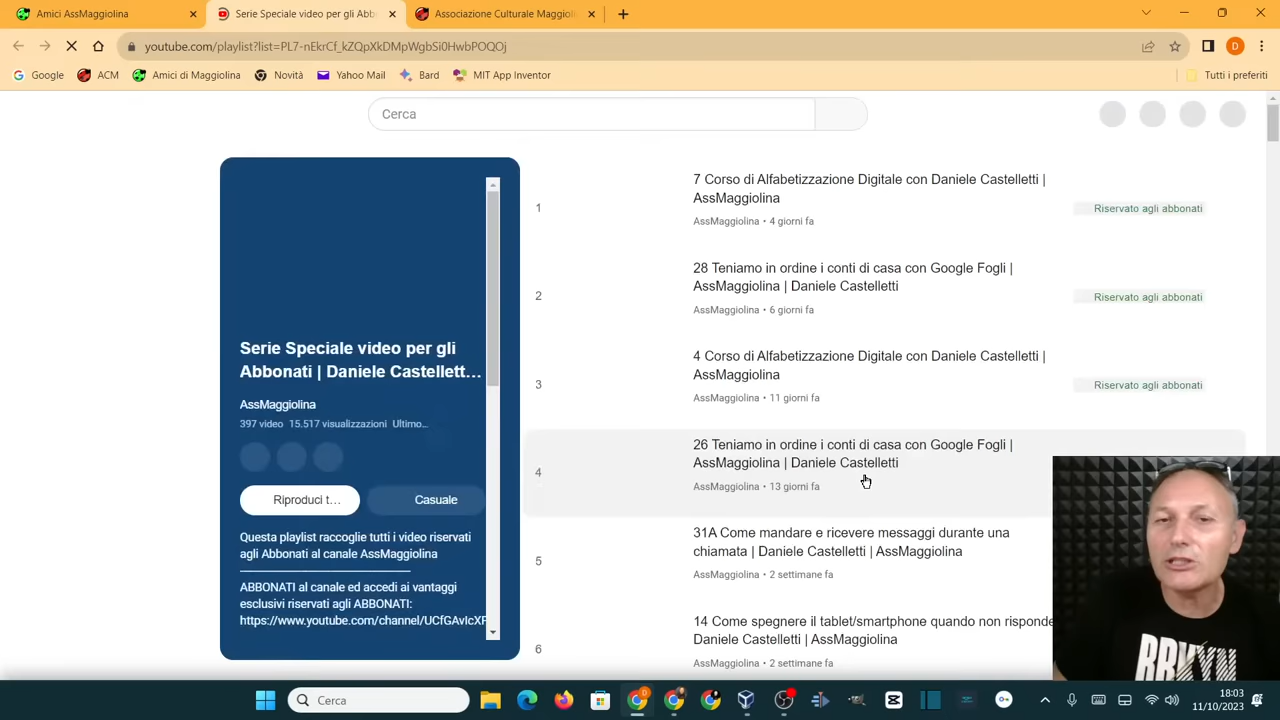 Amici AssMaggiolina
Serie Speciale video per gli Abb
Associazione Culturale Maggiolin
youtube.com/playlist?list=PL7-nEkrCf_kZQpXkDMpWgbSi0HwbPOQOj
Google
ACM
Amici di Maggiolina
Novità
Yahoo Mail
Bard
MIT App Inventor
Tutti i preferiti
Cerca
Serie Speciale video per gli
Abbonati | Daniele Castellett...
AssMaggiolina
397 video 15.517 visualizzazioni Ultimo...
Riproduci t...
Casuale
Questa playlist raccoglie tutti i video riservati
agli Abbonati al canale AssMaggiolina
ABBONATI al canale ed accedi ai vantaggi
esclusivi riservati agli ABBONATI:
https://www.youtube.com/channel/UCfGAvIcXF
1
7 Corso di Alfabetizzazione Digitale con Daniele Castelletti |
AssMaggiolina
AssMaggiolina • 4 giorni fa
Riservato agli abbonati
2
28 Teniamo in ordine i conti di casa con Google Fogli |
AssMaggiolina | Daniele Castelletti
AssMaggiolina • 6 giorni fa
Riservato agli abbonati
3
4 Corso di Alfabetizzazione Digitale con Daniele Castelletti |
AssMaggiolina
AssMaggiolina • 11 giorni fa
Riservato agli abbonati
4
26 Teniamo in ordine i conti di casa con Google Fogli |
AssMaggiolina | Daniele Castelletti
AssMaggiolina • 13 giorni fa
5
31A Come mandare e ricevere messaggi durante una
chiamata | Daniele Castelletti | AssMaggiolina
AssMaggiolina • 2 settimane fa
6
14 Come spegnere il tablet/smartphone quando non risponde
Daniele Castelletti | AssMaggiolina
AssMaggiolina • 2 settimane fa
Cerca
18:03
11/10/2023